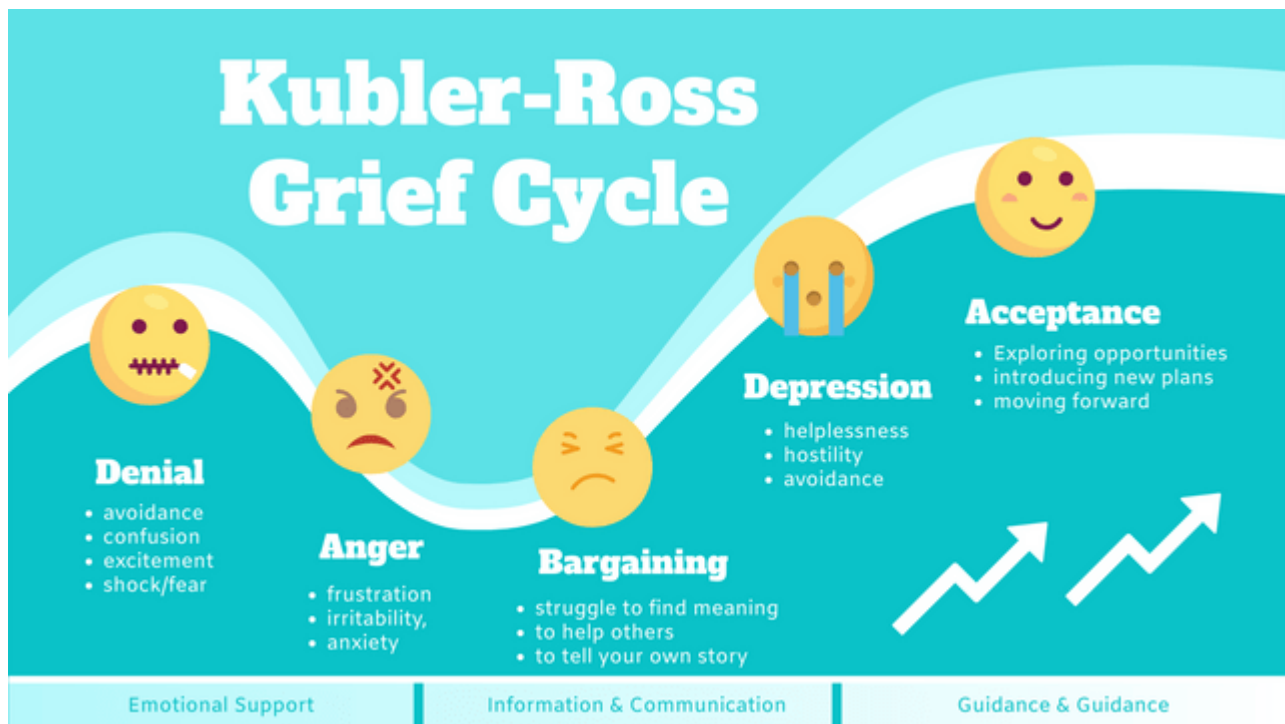 Kubler-Ross
Grief Cycle
Denial
• avoidance
• confusion
• excitement
• shock/fear
Anger
• frustration
• irritability,
• anxiety
Bargaining
• struggle to find meaning
• to help others
• to tell your own story
Depression
• helplessness
• hostility
• avoidance
Acceptance
• Exploring opportunities
• introducing new plans
• moving forward
Emotional Support
Information & Communication
Guidance & Guidance